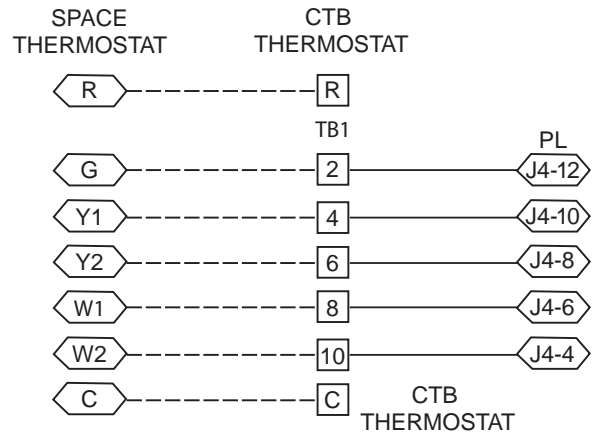 SPACE THERMOSTAT
CTB THERMOSTAT
R R
TB1
PL
G 2 J4-12
Y1 4 J4-10
Y2 6 J4-8
W1 8 J4-6
W2 10 J4-4
C C
CTB THERMOSTAT